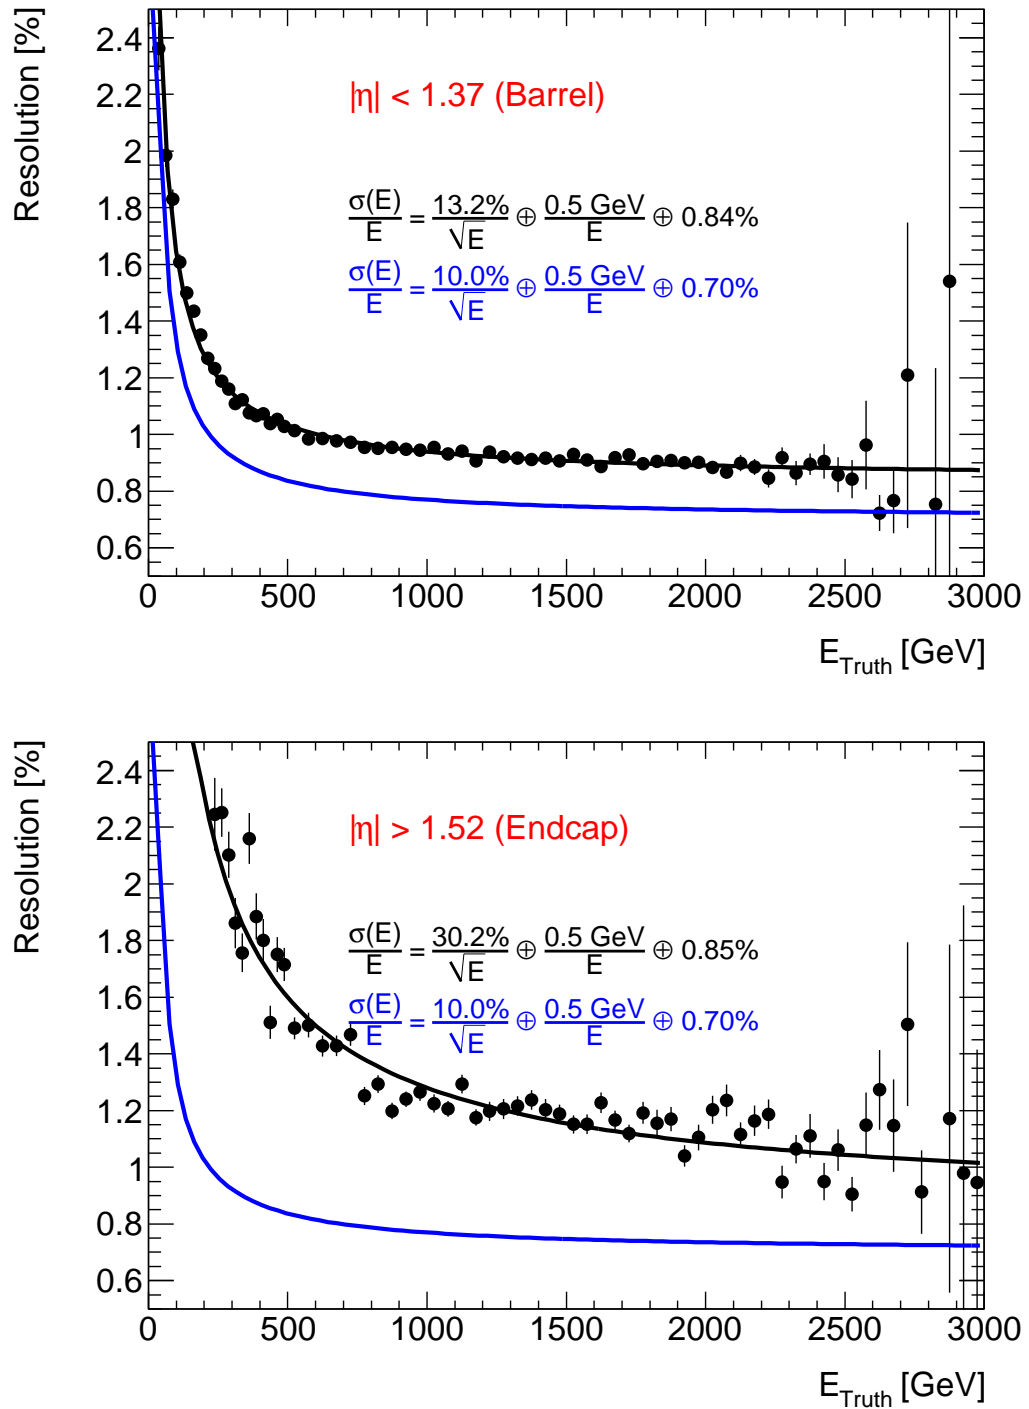 Resolution [%]
2.4
2.2
2
1.8
1.6
1.4
1.2
1
0.8
0.6
|η| < 1.37 (Barrel)
σ(E)/E = 13.2%/√E ⊕ 0.5 GeV/E ⊕ 0.84%
σ(E)/E = 10.0%/√E ⊕ 0.5 GeV/E ⊕ 0.70%
0 500 1000 1500 2000 2500 3000
E_Truth [GeV]
Resolution [%]
2.4
2.2
2
1.8
1.6
1.4
1.2
1
0.8
0.6
|η| > 1.52 (Endcap)
σ(E)/E = 30.2%/√E ⊕ 0.5 GeV/E ⊕ 0.85%
σ(E)/E = 10.0%/√E ⊕ 0.5 GeV/E ⊕ 0.70%
0 500 1000 1500 2000 2500 3000
E_Truth [GeV]